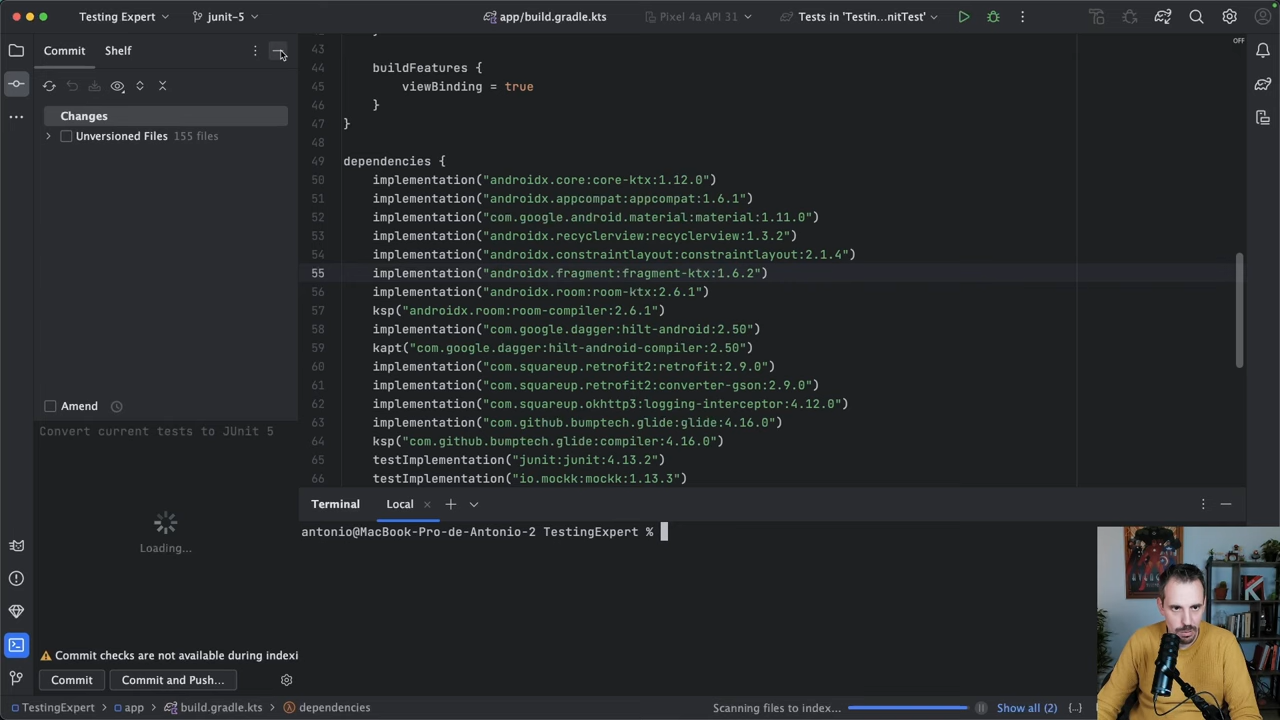 Testing Expert
junit-5
app/build.gradle.kts
Pixel 4a API 31
Tests in 'Testin...nitTest'
Commit
Shelf
Changes
Unversioned Files 155 files
Amend
Convert current tests to JUnit 5
Loading...
Commit checks are not available during indexi
Commit
Commit and Push...
OFF
43
44 buildFeatures {
45 viewBinding = true
46 }
47 }
48
49 dependencies {
50 implementation("androidx.core:core-ktx:1.12.0")
51 implementation("androidx.appcompat:appcompat:1.6.1")
52 implementation("com.google.android.material:material:1.11.0")
53 implementation("androidx.recyclerview:recyclerview:1.3.2")
54 implementation("androidx.constraintlayout:constraintlayout:2.1.4")
55 implementation("androidx.fragment:fragment-ktx:1.6.2")
56 implementation("androidx.room:room-ktx:2.6.1")
57 ksp("androidx.room:room-compiler:2.6.1")
58 implementation("com.google.dagger:hilt-android:2.50")
59 kapt("com.google.dagger:hilt-android-compiler:2.50")
60 implementation("com.squareup.retrofit2:retrofit:2.9.0")
61 implementation("com.squareup.retrofit2:converter-gson:2.9.0")
62 implementation("com.squareup.okhttp3:logging-interceptor:4.12.0")
63 implementation("com.github.bumptech.glide:glide:4.16.0")
64 ksp("com.github.bumptech.glide:compiler:4.16.0")
65 testImplementation("junit:junit:4.13.2")
66 testImplementation("io.mockk:mockk:1.13.3")
Terminal
Local
antonio@MacBook-Pro-de-Antonio-2 TestingExpert %
TestingExpert
app
build.gradle.kts
dependencies
Scanning files to index...
Show all (2)